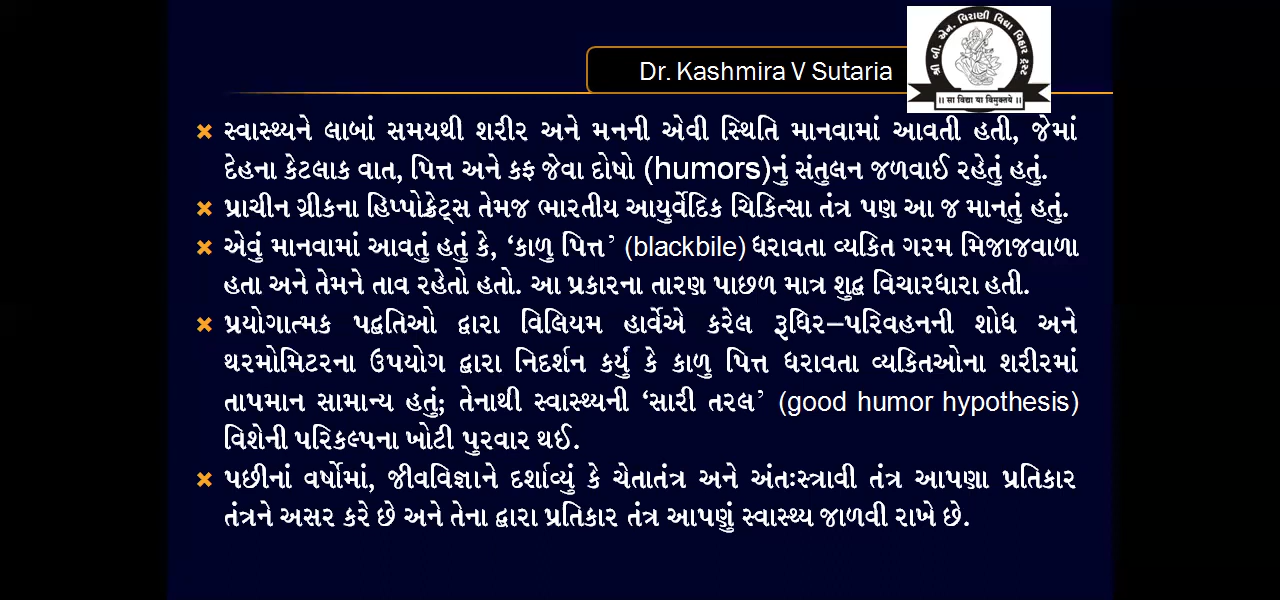 Dr. Kashmira V Sutaria
શ્રી બી. એન. વિરાણી વિદ્યા વિહાર ટ્રસ્ટ
॥ સા વિદ્યા યા વિમુક્તયે ॥
સ્વાસ્થ્યને લાબાં સમયથી શરીર અને મનની એવી સ્થિતિ માનવામાં આવતી હતી, જેમાં
દેહના કેટલાક વાત, પિત્ત અને કફ જેવા દોષો (humors)નું સંતુલન જળવાઈ રહેતું હતું.
પ્રાચીન ગ્રીકના હિપ્પોક્રેટ્સ તેમજ ભારતીય આયુર્વેદિક ચિકિત્સા તંત્ર પણ આ જ માનતું હતું.
એવું માનવામાં આવતું હતું કે, ‘કાળુ પિત્ત’ (blackbile) ધરાવતા વ્યકિત ગરમ મિજાજવાળા
હતા અને તેમને તાવ રહેતો હતો. આ પ્રકારના તારણ પાછળ માત્ર શુદ્ધ વિચારધારા હતી.
પ્રયોગાત્મક પદ્ધતિઓ દ્વારા વિલિયમ હાર્વેએ કરેલ રૂધિર–પરિવહનની શોધ અને
થરમોમિટરના ઉપયોગ દ્વારા નિદર્શન કર્યું કે કાળુ પિત્ત ધરાવતા વ્યકિતઓના શરીરમાં
તાપમાન સામાન્ય હતું; તેનાથી સ્વાસ્થ્યની ‘સારી તરલ’ (good humor hypothesis)
વિશેની પરિકલ્પના ખોટી પુરવાર થઈ.
પછીનાં વર્ષોમાં, જીવવિજ્ઞાને દર્શાવ્યું કે ચેતાતંત્ર અને અંતઃસ્ત્રાવી તંત્ર આપણા પ્રતિકાર
તંત્રને અસર કરે છે અને તેના દ્વારા પ્રતિકાર તંત્ર આપણું સ્વાસ્થ્ય જાળવી રાખે છે.